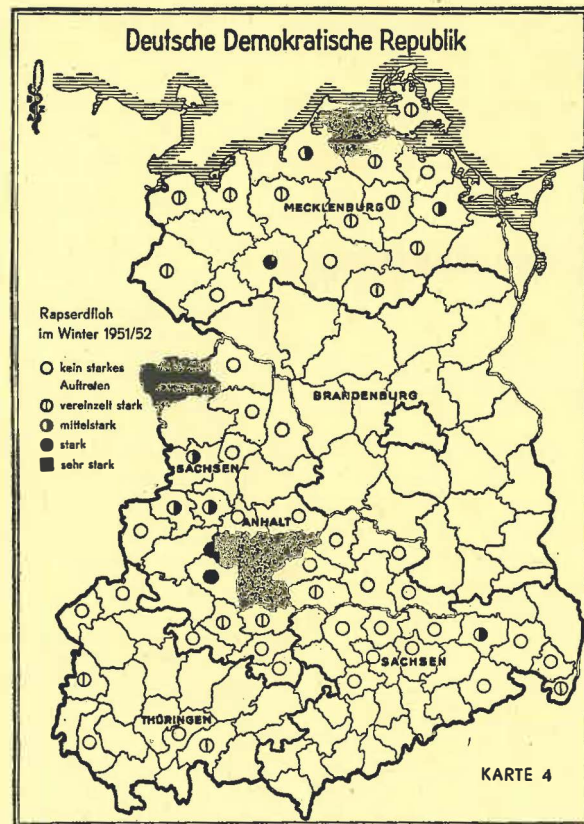 Deutsche Demokratische Republik
MECKLENBURG
Rapserdfloh
im Winter 1951/52
kein starkes
Auftreten
vereinzelt stark
mittelstark
stark
sehr stark
BRANDENBURG
SACHSEN
ANHALT
SACHSEN
THÜRINGEN
KARTE 4